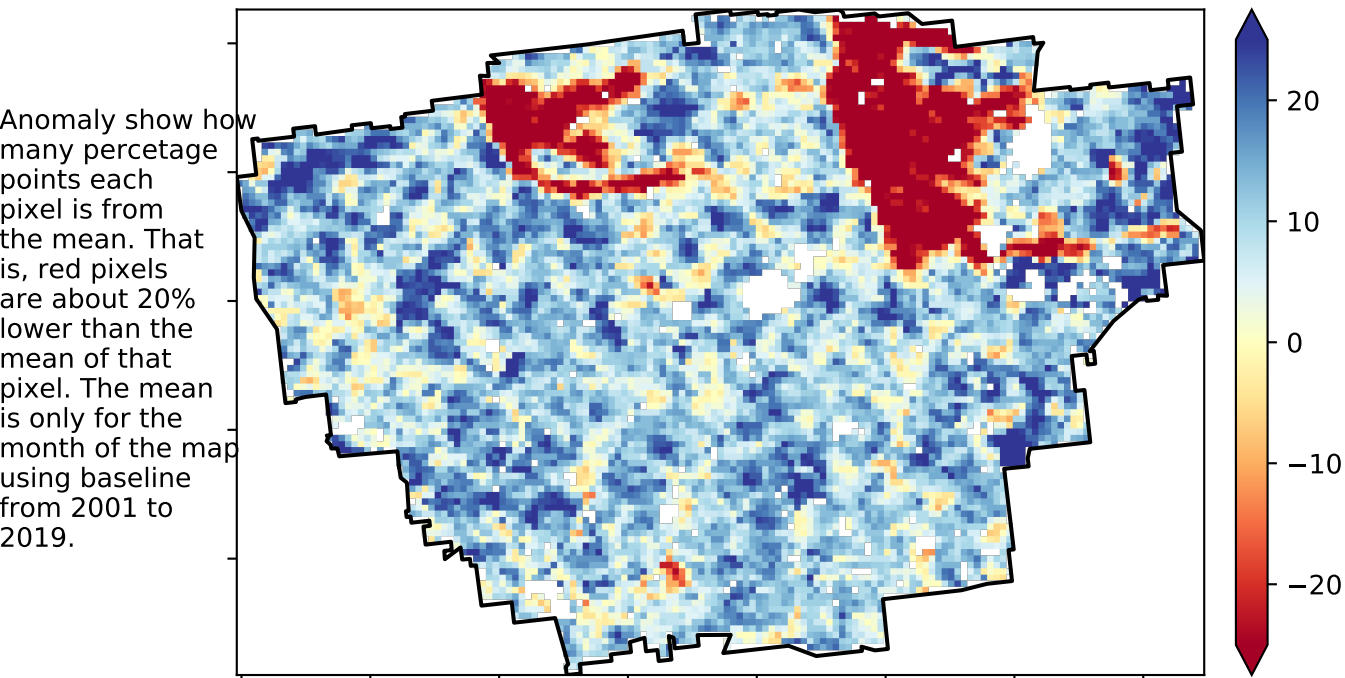 Anomaly show how
many percetage
points each
pixel is from
the mean. That
is, red pixels
are about 20%
lower than the
mean of that
pixel. The mean
is only for the
month of the map
using baseline
from 2001 to
2019.
20
10
0
−10
−20